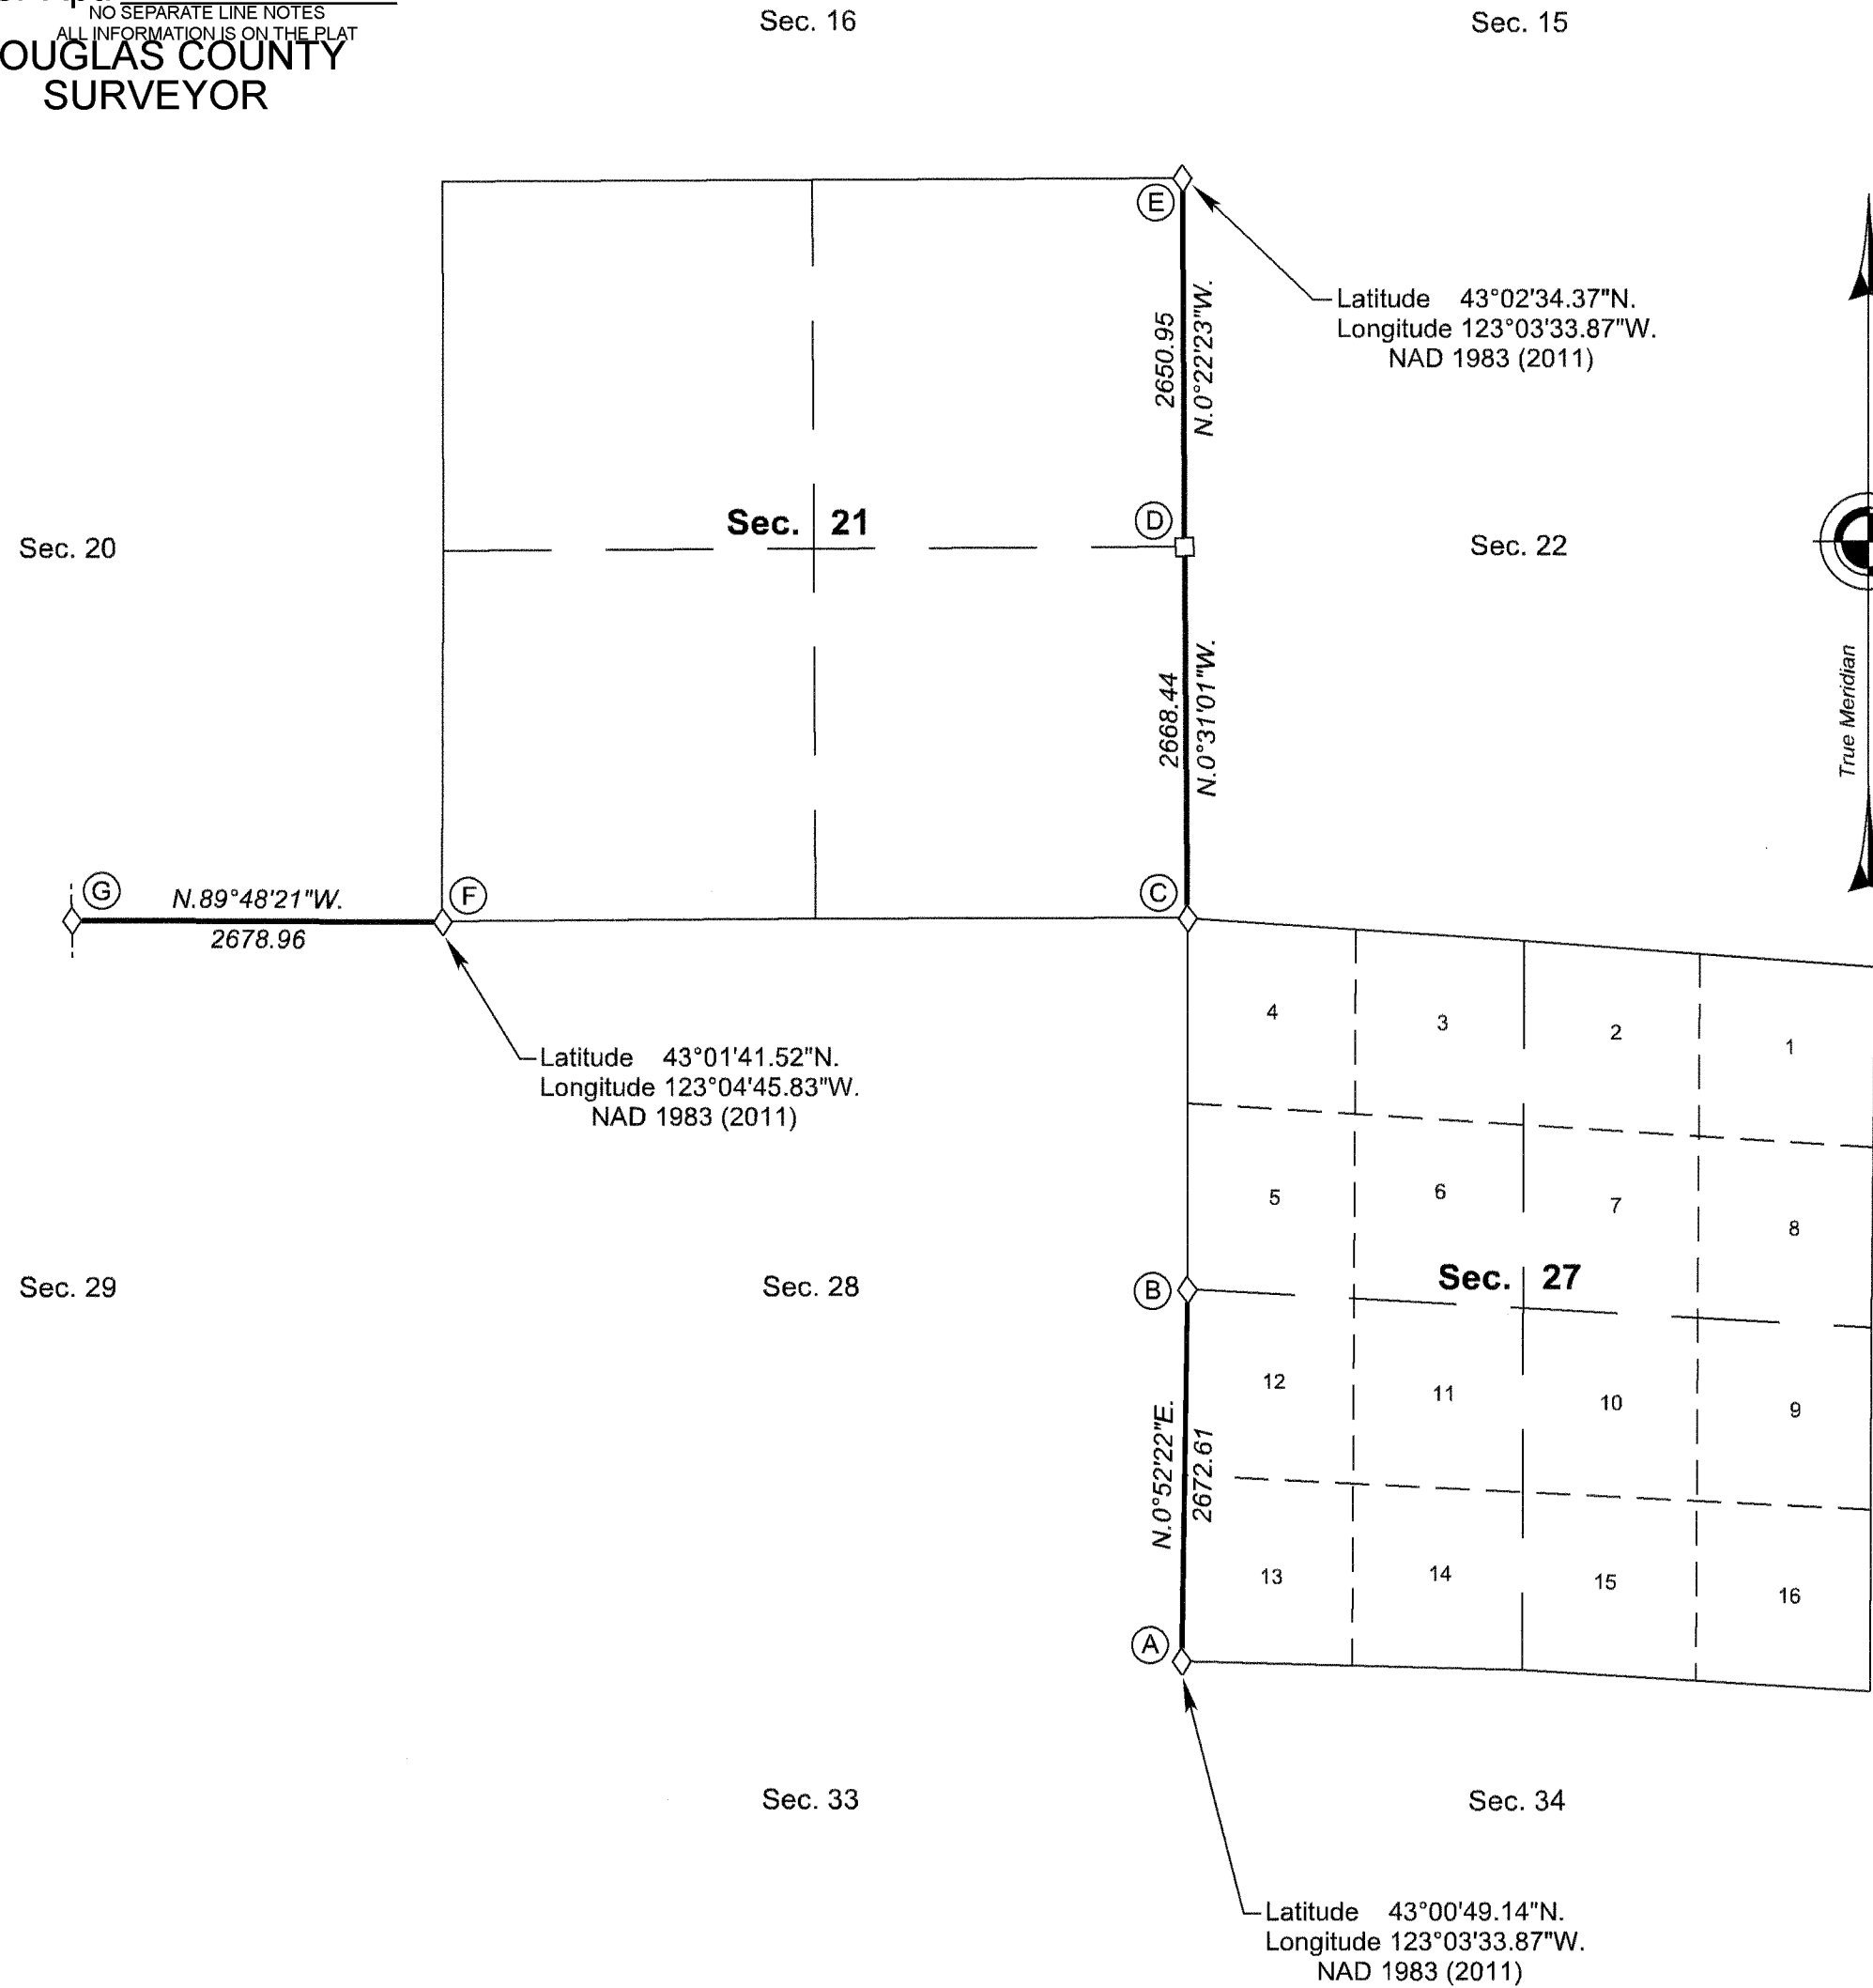 NO SEPARATE LINE NOTES
ALL INFORMATION IS ON THE PLAT
OUGLAS COUNTY
SURVEYOR
Sec. 16
Sec. 15
E
Latitude 43°02'34.37"N.
Longitude 123°03'33.87"W.
NAD 1983 (2011)
2650.95
N.0°22'23"W.
D
Sec. 21
Sec. 20
Sec. 22
2668.44
N.0°31'01"W.
True Meridian
G
N.89°48'21"W.
2678.96
F
C
Latitude 43°01'41.52"N.
Longitude 123°04'45.83"W.
NAD 1983 (2011)
4
3
2
1
5
6
7
8
Sec. 29
Sec. 28
B
Sec. 27
12
11
10
9
N.0°52'22"E.
2672.61
13
14
15
16
A
Sec. 33
Sec. 34
Latitude 43°00'49.14"N.
Longitude 123°03'33.87"W.
NAD 1983 (2011)